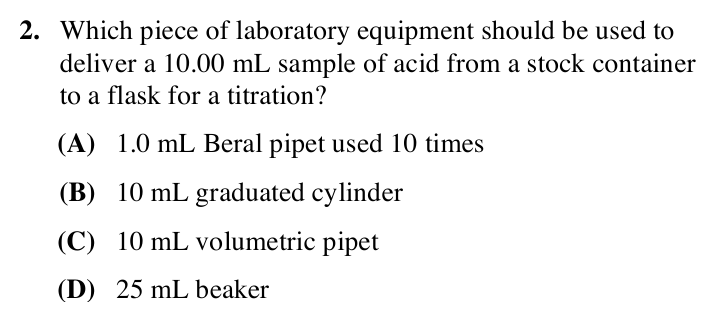 2. Which piece of laboratory equipment should be used to
deliver a 10.00 mL sample of acid from a stock container
to a flask for a titration?
(A) 1.0 mL Beral pipet used 10 times
(B) 10 mL graduated cylinder
(C) 10 mL volumetric pipet
(D) 25 mL beaker